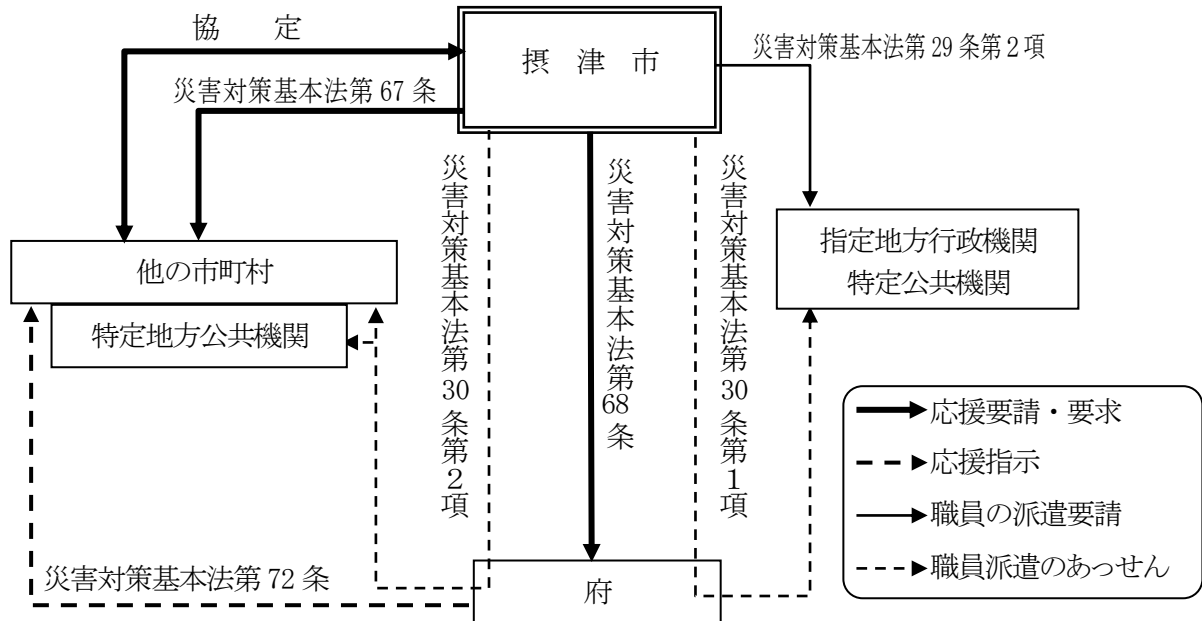 協　定
摂 津 市
災害対策基本法第29条第２項
災害対策基本法第67条
災害対策基本法第30条第２項
災害対策基本法第68条
災害対策基本法第30条第１項
指定地方行政機関
特定公共機関
他の市町村
特定地方公共機関
応援要請・要求
応援指示
職員の派遣要請
職員派遣のあっせん
災害対策基本法第72条
府